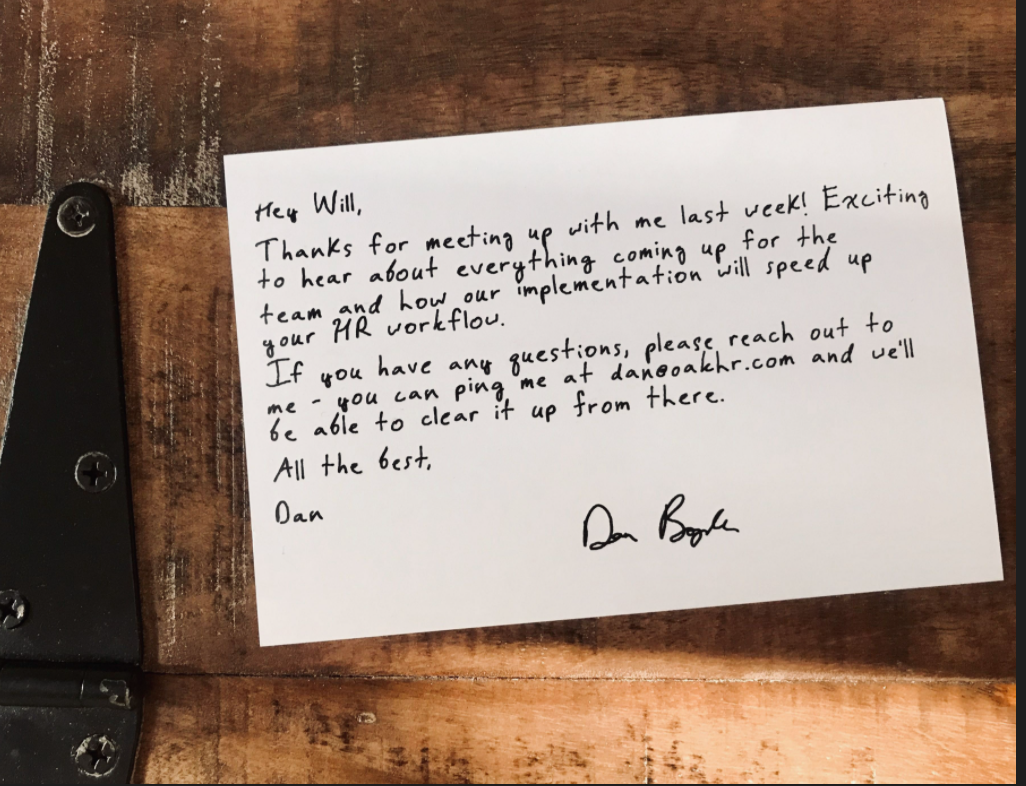 Hey Will,
Thanks for meeting up with me last week! Exciting
to hear about everything coming up for the
team and how our implementation will speed up
your HR workflow.
If you have any questions, please reach out to
me - you can ping me at dan@oakhr.com and we'll
be able to clear it up from there.
All the best,
Dan
Dan